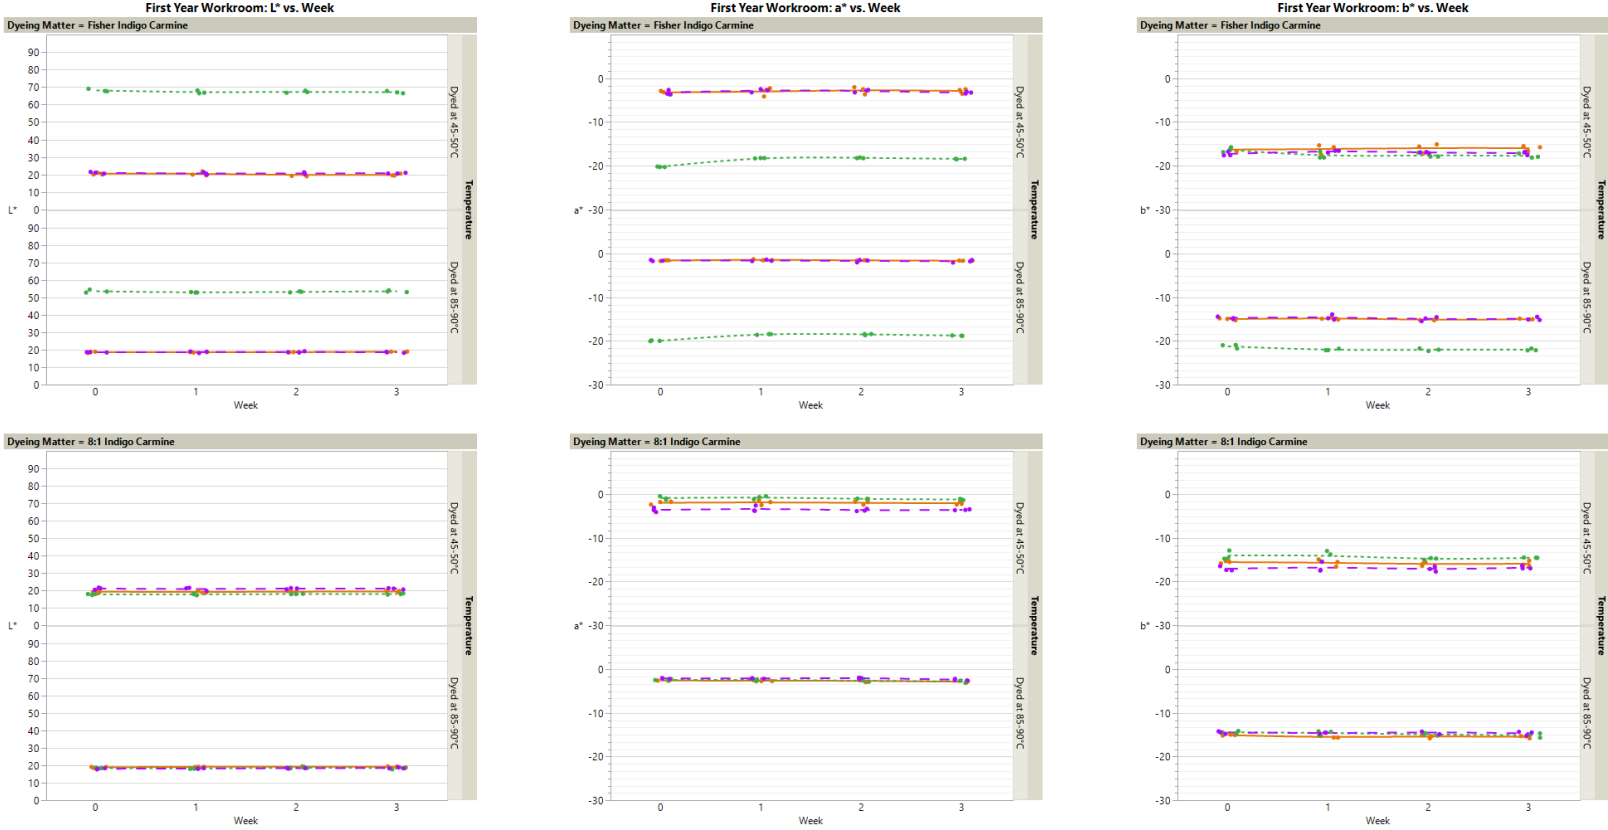 First Year Workroom: L* vs. Week
Dyeing Matter = Fisher Indigo Carmine
90
80
70
60
50
40
30
20
10
0
L*
90
80
70
60
50
40
30
20
10
0
Dyed at 45-50°C
Dyed at 85-90°C
Temperature
0 1 2 3
Week
First Year Workroom: a* vs. Week
Dyeing Matter = Fisher Indigo Carmine
0
-10
-20
a* -30
0
-10
-20
-30
Dyed at 45-50°C
Dyed at 85-90°C
Temperature
0 1 2 3
Week
First Year Workroom: b* vs. Week
Dyeing Matter = Fisher Indigo Carmine
0
-10
-20
b* -30
0
-10
-20
-30
Dyed at 45-50°C
Dyed at 85-90°C
Temperature
0 1 2 3
Week
Dyeing Matter = 8:1 Indigo Carmine
90
80
70
60
50
40
30
20
10
L* 0
90
80
70
60
50
40
30
20
10
0
Dyed at 45-50°C
Dyed at 85-90°C
Temperature
0 1 2 3
Week
Dyeing Matter = 8:1 Indigo Carmine
0
-10
-20
a* -30
0
-10
-20
-30
Dyed at 45-50°C
Dyed at 85-90°C
Temperature
0 1 2 3
Week
Dyeing Matter = 8:1 Indigo Carmine
0
-10
-20
b* -30
0
-10
-20
-30
Dyed at 45-50°C
Dyed at 85-90°C
Temperature
0 1 2 3
Week